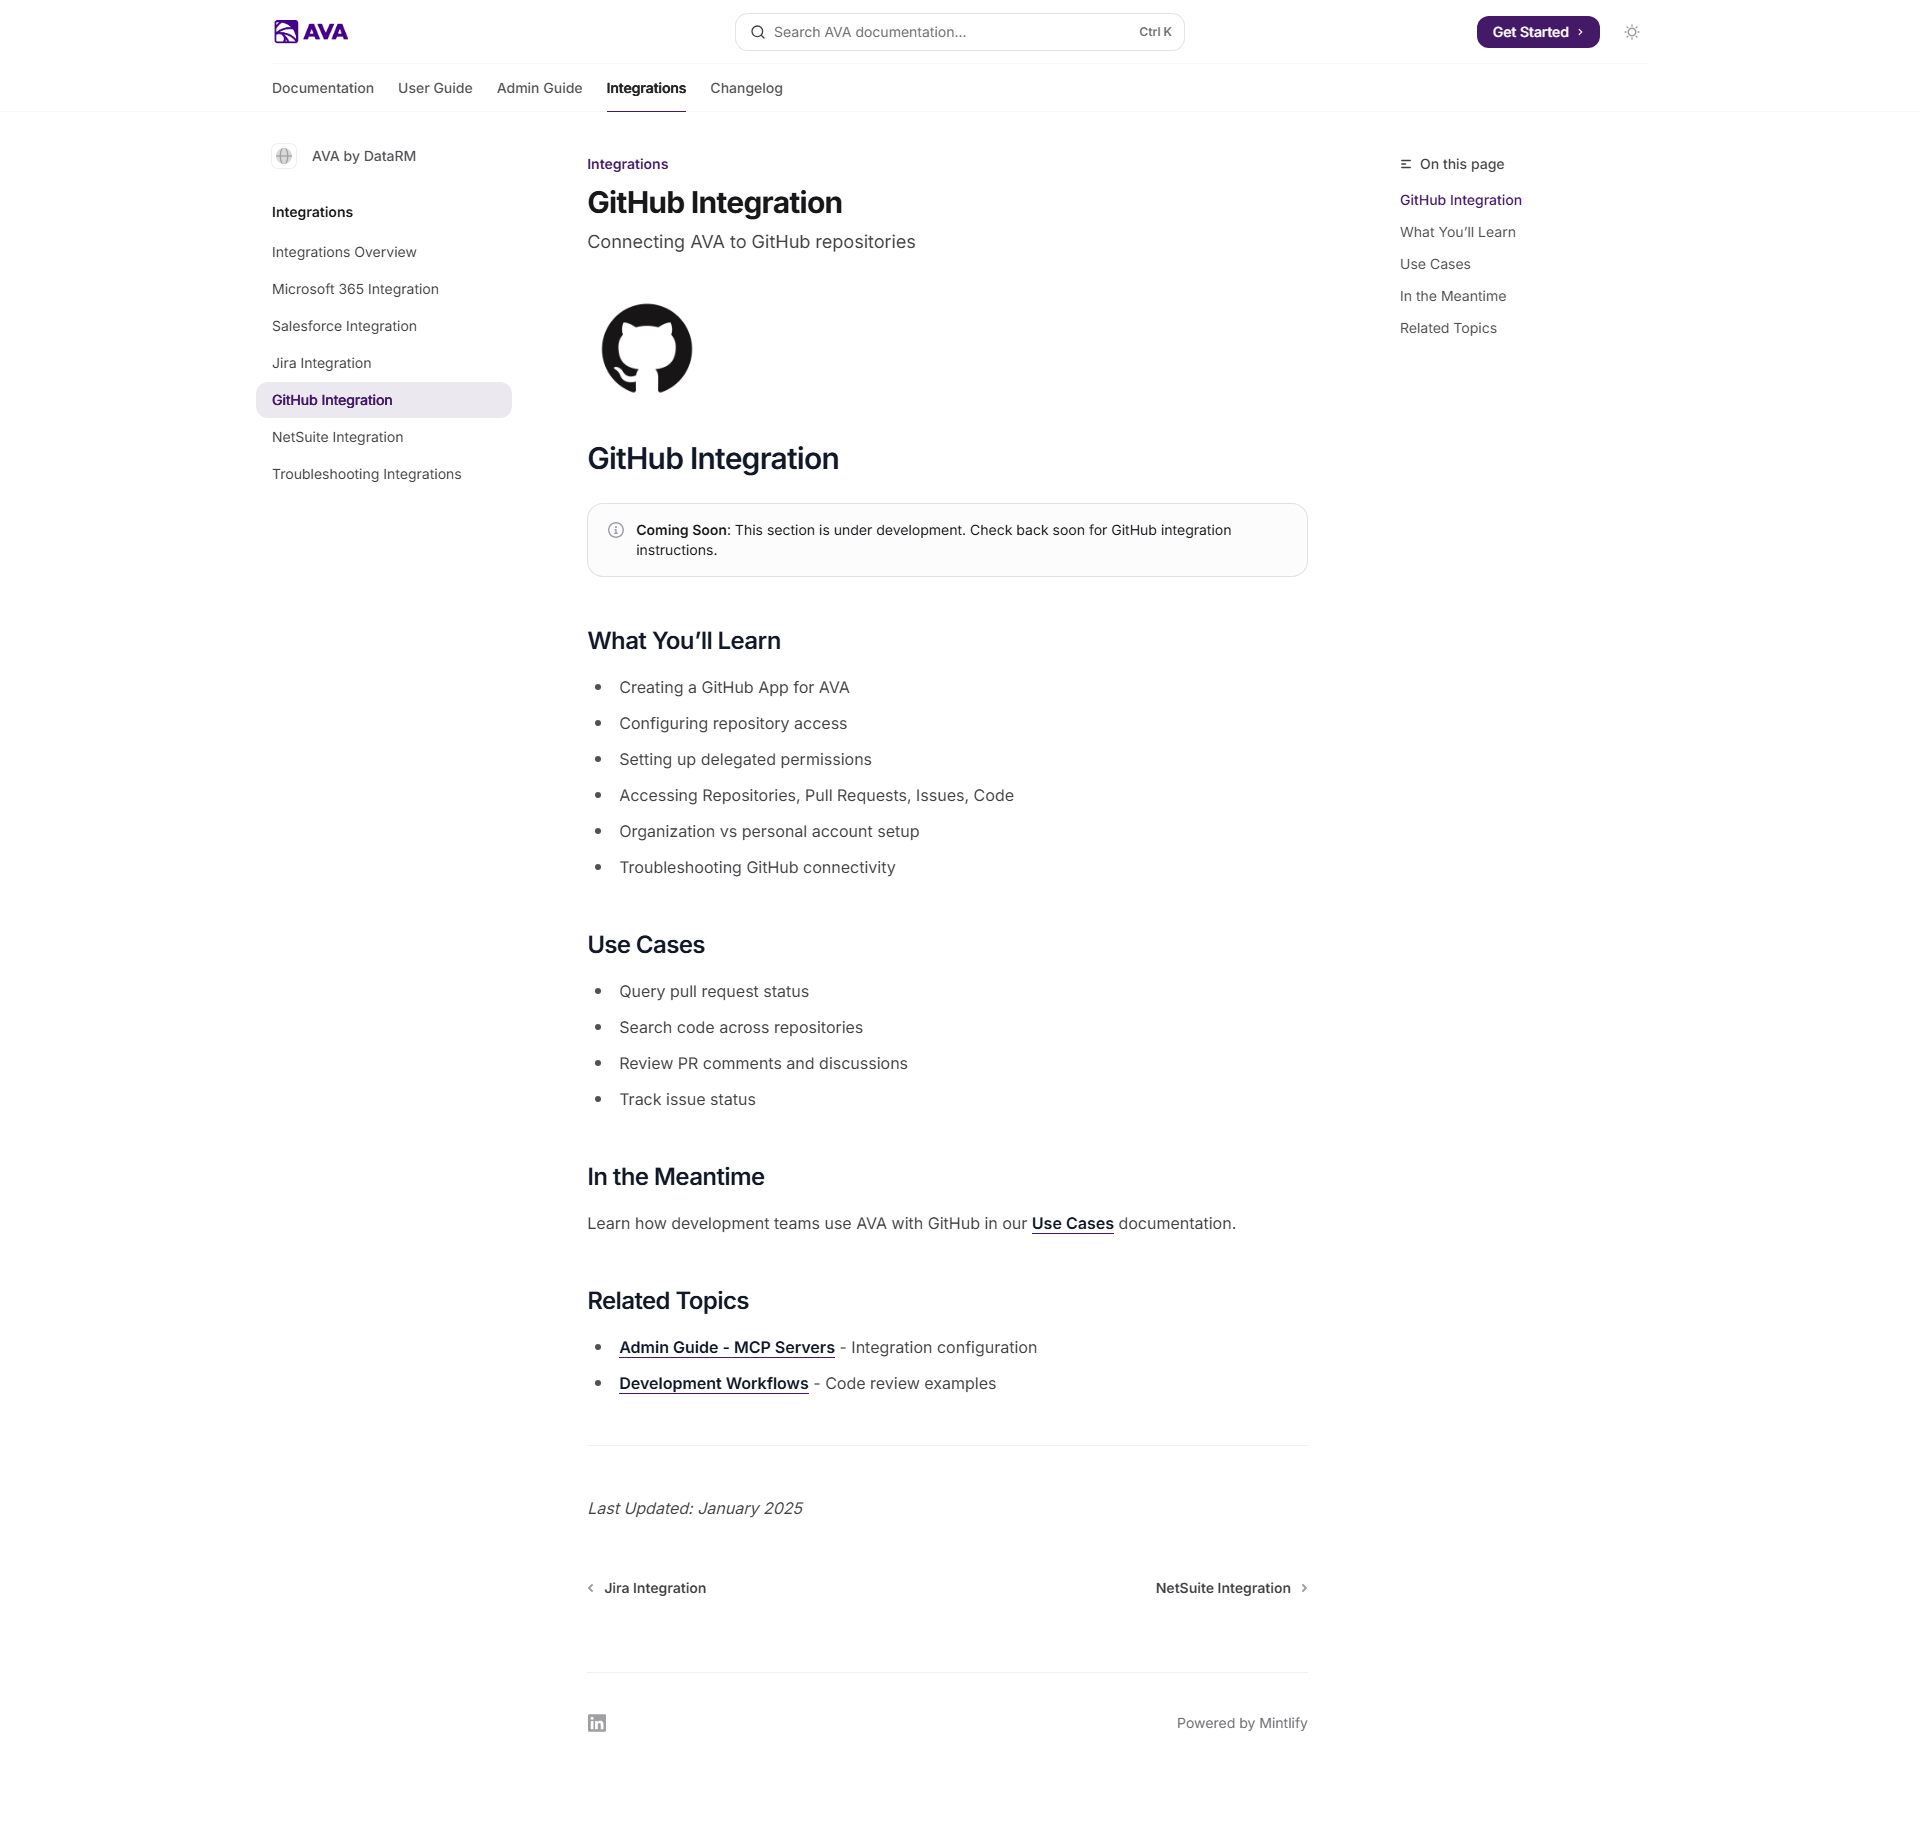 AVA
Search AVA documentation...
Ctrl K
Get Started
Documentation
User Guide
Admin Guide
Integrations
Changelog
AVA by DataRM
Integrations
Integrations Overview
Microsoft 365 Integration
Salesforce Integration
Jira Integration
GitHub Integration
NetSuite Integration
Troubleshooting Integrations
Integrations
GitHub Integration
Connecting AVA to GitHub repositories
GitHub Integration
Coming Soon: This section is under development. Check back soon for GitHub integration
instructions.
What You’ll Learn
Creating a GitHub App for AVA
Configuring repository access
Setting up delegated permissions
Accessing Repositories, Pull Requests, Issues, Code
Organization vs personal account setup
Troubleshooting GitHub connectivity
Use Cases
Query pull request status
Search code across repositories
Review PR comments and discussions
Track issue status
In the Meantime
Learn how development teams use AVA with GitHub in our Use Cases documentation.
Related Topics
Admin Guide - MCP Servers - Integration configuration
Development Workflows - Code review examples
Last Updated: January 2025
Jira Integration
NetSuite Integration
in
Powered by Mintlify
On this page
GitHub Integration
What You’ll Learn
Use Cases
In the Meantime
Related Topics